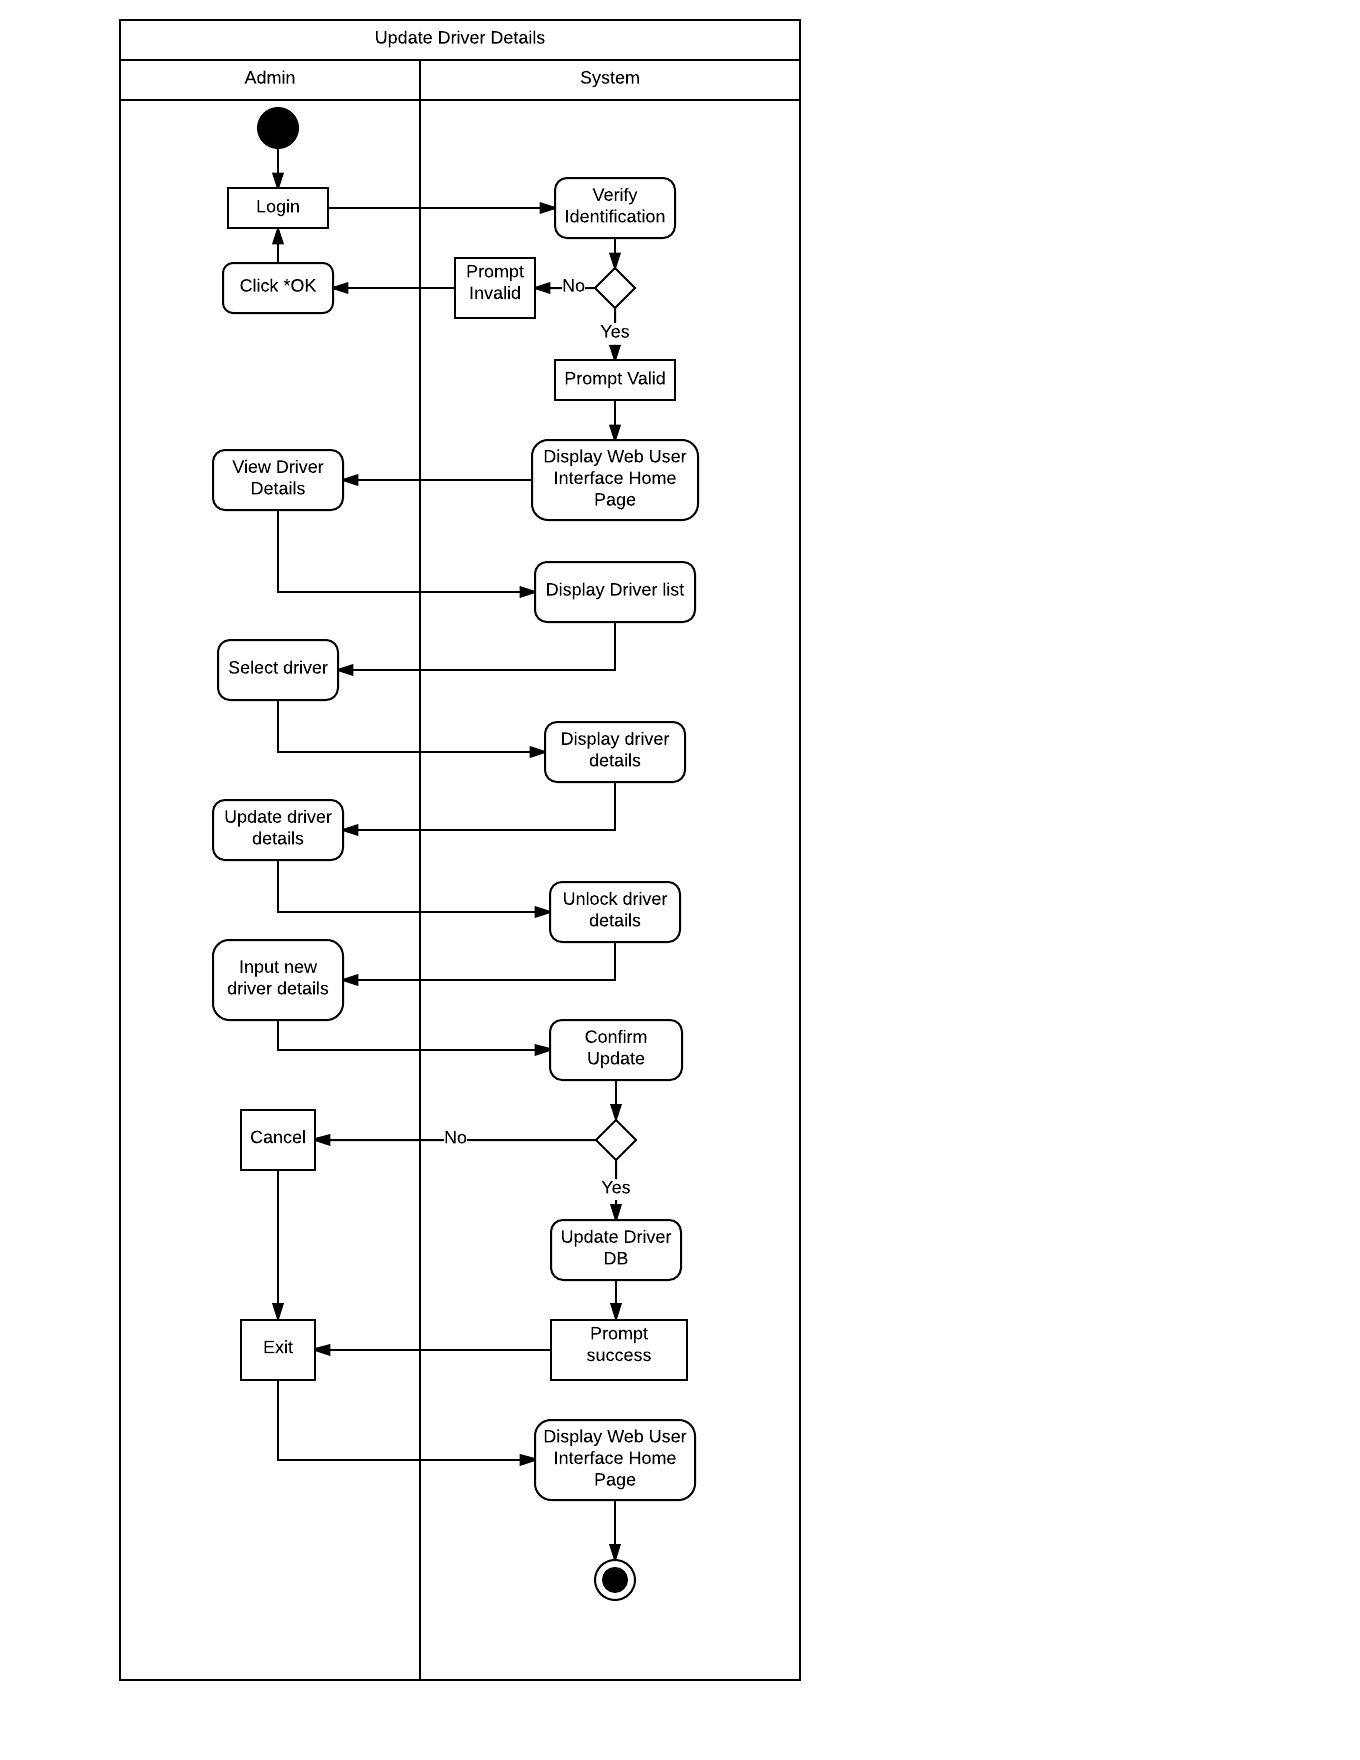 Update Driver Details
Admin
System
Login
Verify
Identification
Click *OK
Prompt
Invalid
No
Yes
Prompt Valid
View Driver
Details
Display Web User
Interface Home
Page
Display Driver list
Select driver
Display driver
details
Update driver
details
Unlock driver
details
Input new
driver details
Confirm
Update
Cancel
No
Yes
Update Driver
DB
Exit
Prompt
success
Display Web User
Interface Home
Page